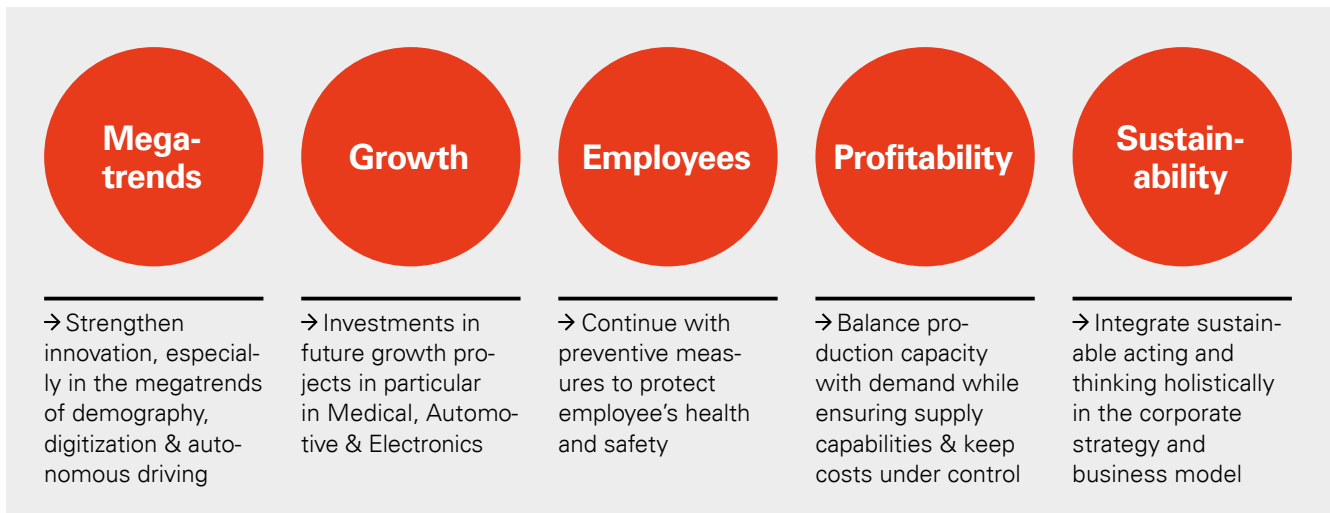 Mega-
trends
→ Strengthen
innovation, especial-
ly in the megatrends
of demography,
digitization & auto-
nomous driving
Growth
→ Investments in
future growth pro-
jects in particular
in Medical, Automo-
tive & Electronics
Employees
→ Continue with
preventive meas-
ures to protect
employee’s health
and safety
Profitability
→ Balance pro-
duction capacity
with demand while
ensuring supply
capabilities & keep
costs under control
Sustain-
ability
→ Integrate sustain-
able acting and
thinking holistically
in the corporate
strategy and
business model